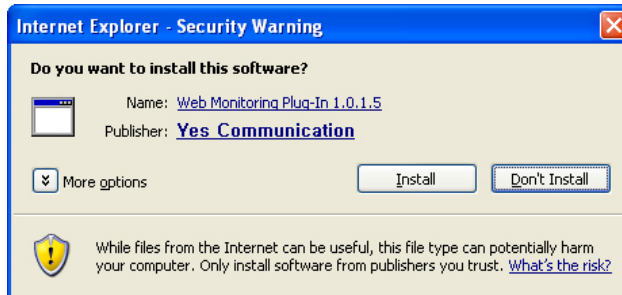 Internet Explorer - Security Warning
Do you want to install this software?
Name: Web Monitoring Plug-In 1.0.1.5
Publisher: Yes Communication
More options
Install
Don't Install
While files from the Internet can be useful, this file type can potentially harm
your computer. Only install software from publishers you trust. What's the risk?